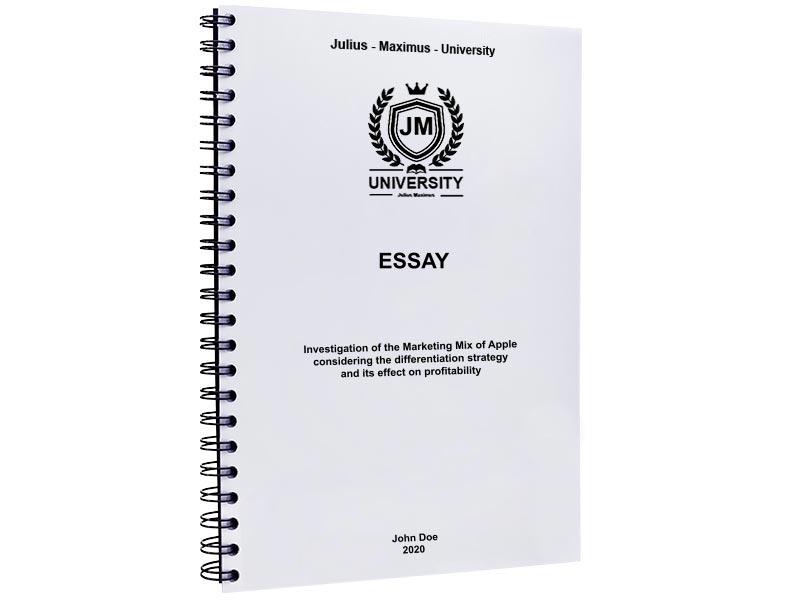 Julius - Maximus - University
JM
UNIVERSITY
Julius Maximus
ESSAY
Investigation of the Marketing Mix of Apple
considering the differentiation strategy
and its effect on profitability
John Doe
2020